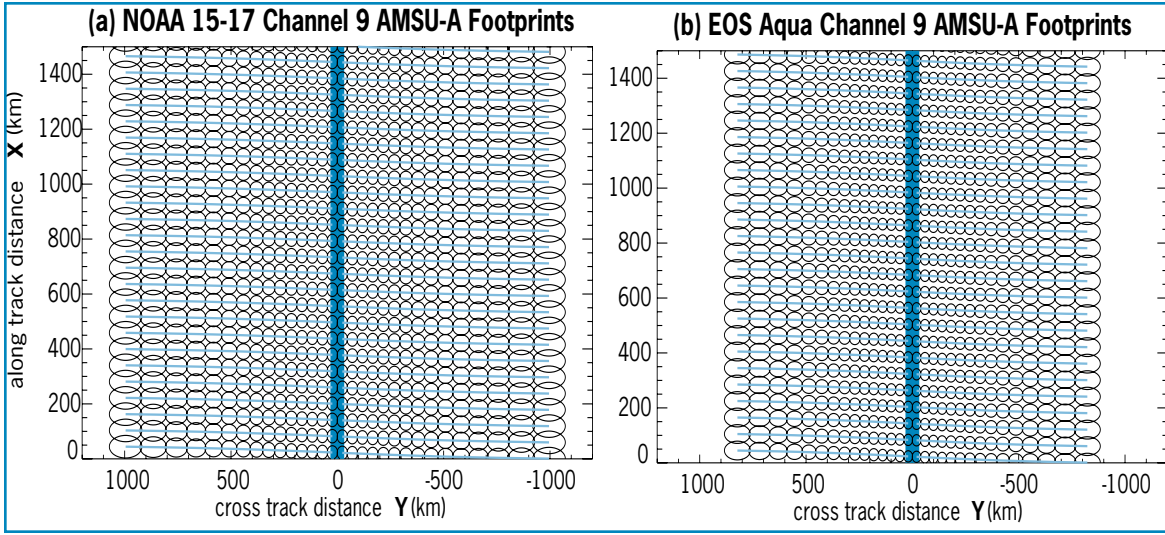 (a) NOAA 15-17 Channel 9 AMSU-A Footprints
1400
1200
1000
800
600
400
200
0
along track distance X (km)
1000 500 0 -500 -1000
cross track distance Y (km)
(b) EOS Aqua Channel 9 AMSU-A Footprints
1400
1200
1000
800
600
400
200
0
1000 500 0 -500 -1000
cross track distance Y (km)